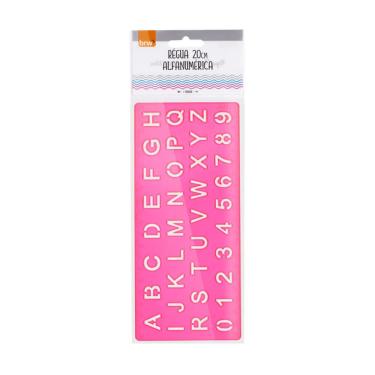 brw
RÉGUA 20CM
ALFANUMÉRICA
A B C D E F G H
I J K L M N O P Q
R S T U V W X Y Z
0 1 2 3 4 5 6 7 8 9